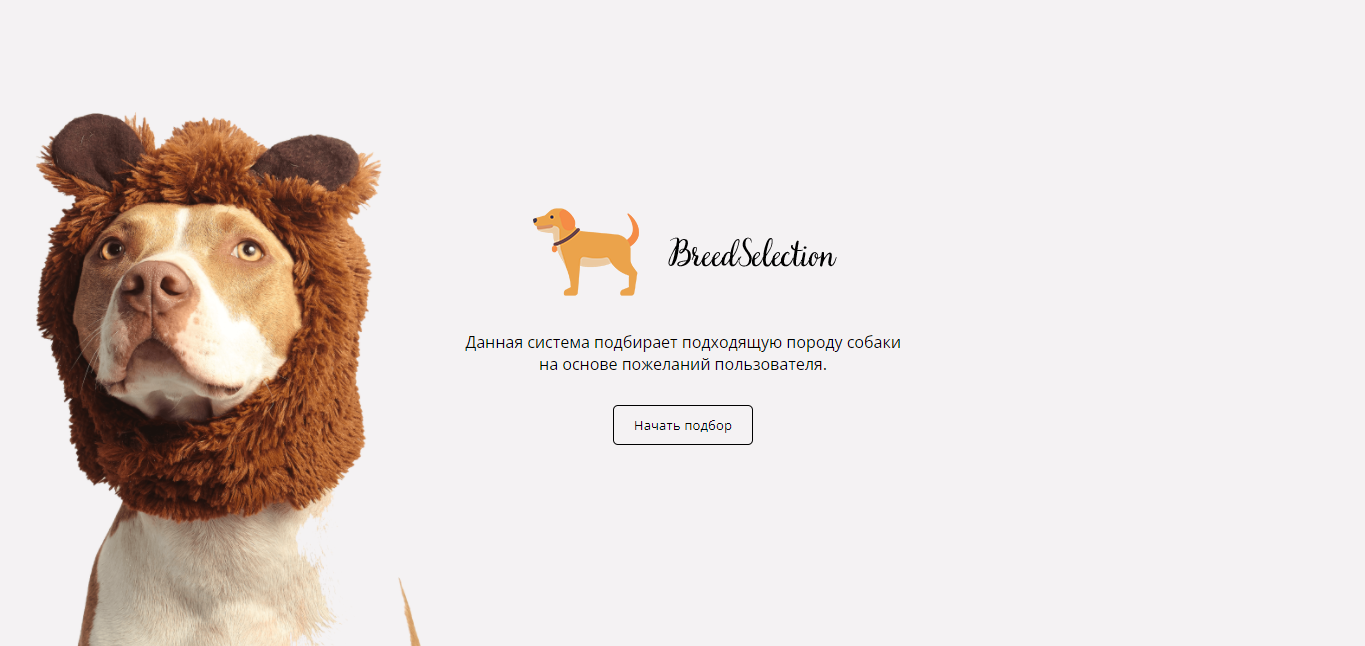 BreedSelection
Данная система подбирает подходящую породу собаки
на основе пожеланий пользователя.
Начать подбор